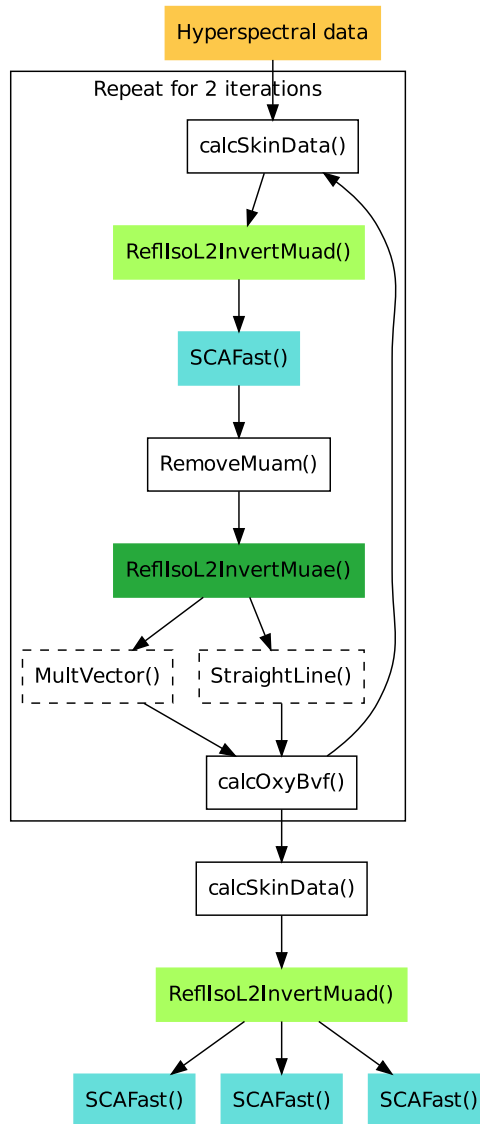 Hyperspectral data
Repeat for 2 iterations
calcSkinData()
ReflIsoL2InvertMuad()
SCAFast()
RemoveMuam()
ReflIsoL2InvertMuae()
MultVector()
StraightLine()
calcOxyBvf()
calcSkinData()
ReflIsoL2InvertMuad()
SCAFast()
SCAFast()
SCAFast()